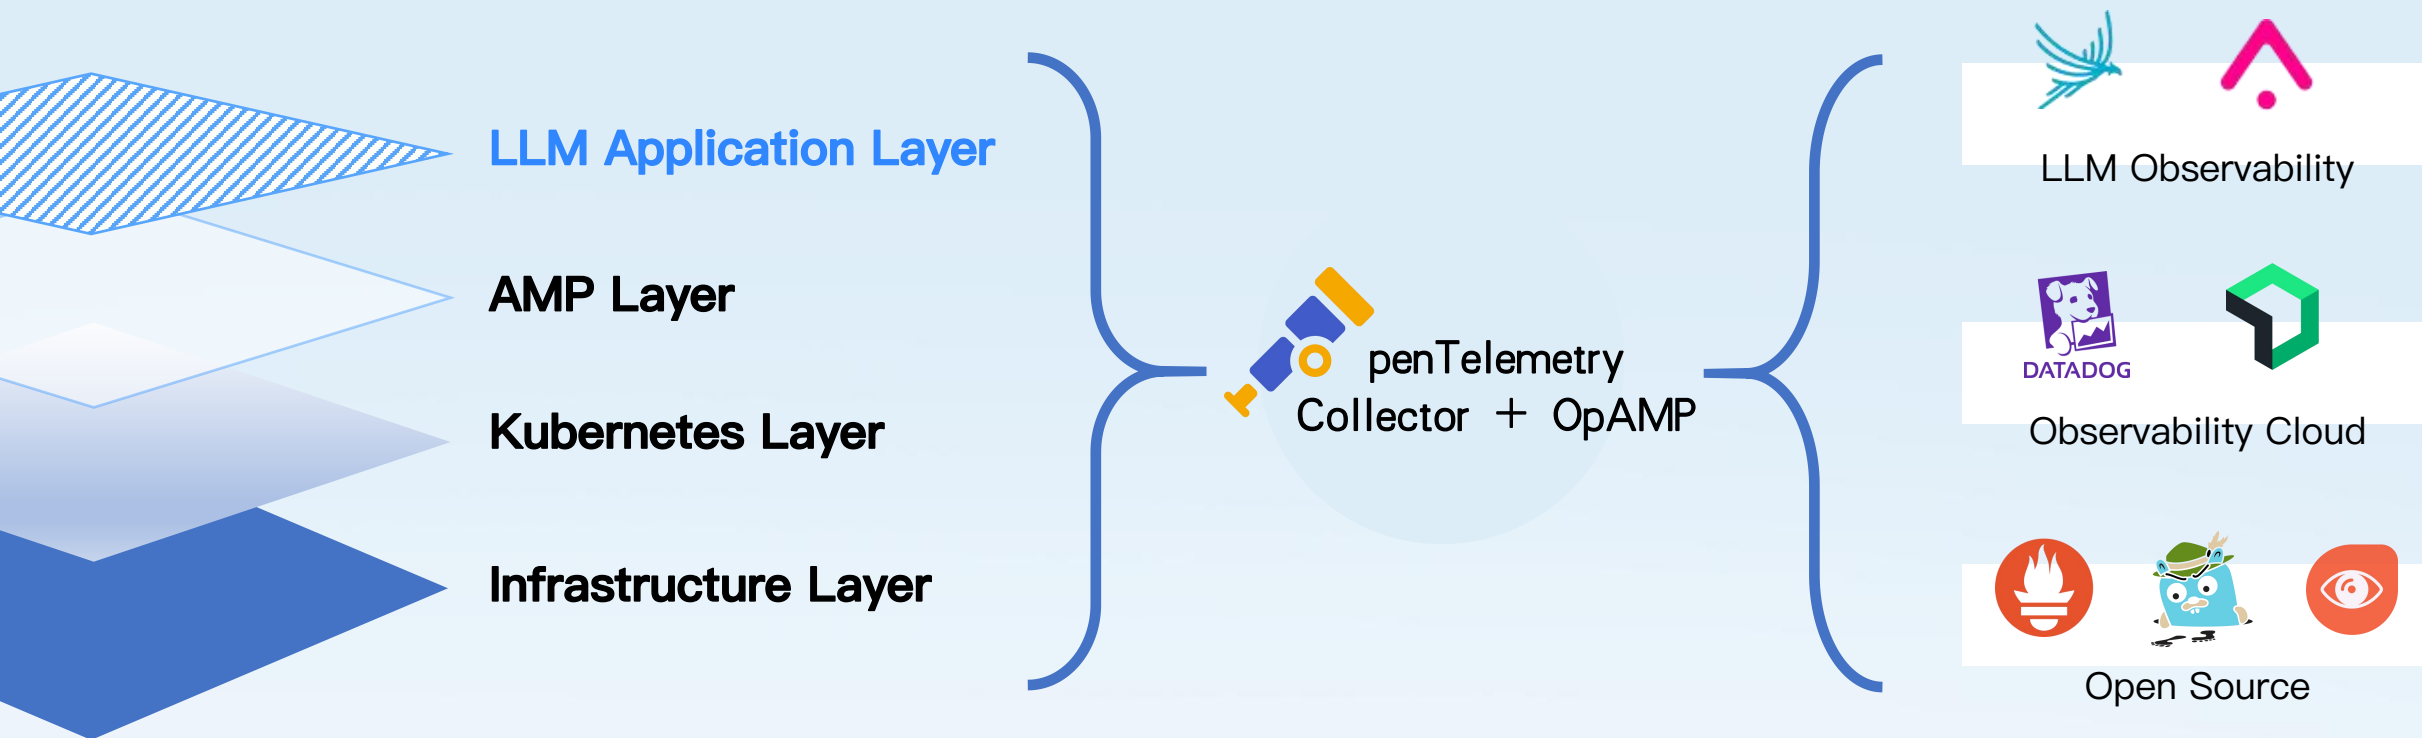 LLM Application Layer
AMP Layer
Kubernetes Layer
Infrastructure Layer
penTelemetry
Collector + OpAMP
LLM Observability
DATADOG
Observability Cloud
Open Source